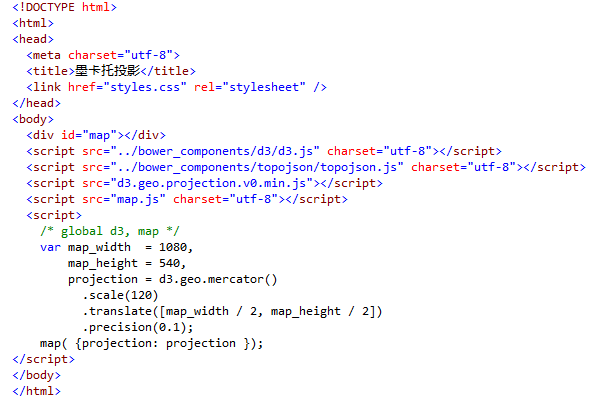 <!DOCTYPE html>
<html>
<head>
  <meta charset="utf-8">
  <title>墨卡托投影</title>
  <link href="styles.css" rel="stylesheet" />
</head>
<body>
  <div id="map"></div>
  <script src="../bower_components/d3/d3.js" charset="utf-8"></script>
  <script src="../bower_components/topojson/topojson.js" charset="utf-8"></script>
  <script src="d3.geo.projection.v0.min.js"></script>
  <script src="map.js" charset="utf-8"></script>
  <script>
    /* global d3, map */
    var map_width  = 1080,
        map_height = 540,
        projection = d3.geo.mercator()
          .scale(120)
          .translate([map_width / 2, map_height / 2])
          .precision(0.1);
    map( {projection: projection });
</script>
</body>
</html>